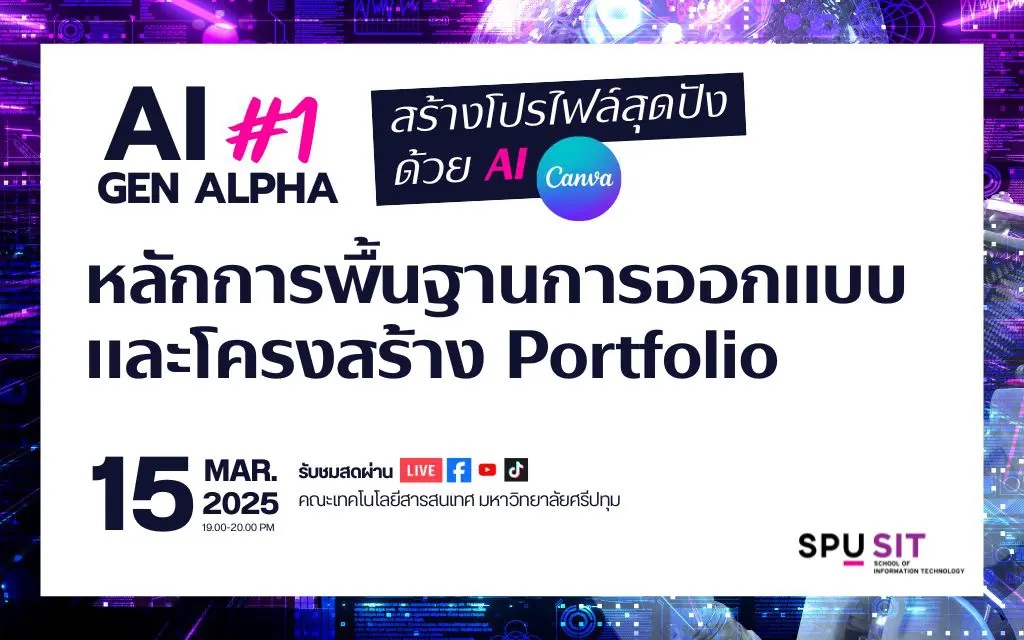 AI #1
GEN ALPHA
สร้างโปรไฟล์สุดปัง
ด้วย AI Canva
หลักการพื้นฐานการออกแบบ
และโครงสร้าง Portfolio
15 MAR.
2025
19.00-20.00 PM
รับชมสดผ่าน LIVE
คณะเทคโนโลยีสารสนเทศ มหาวิทยาลัยศรีปทุม
SPU SIT
SCHOOL OF
INFORMATION TECHNOLOGY